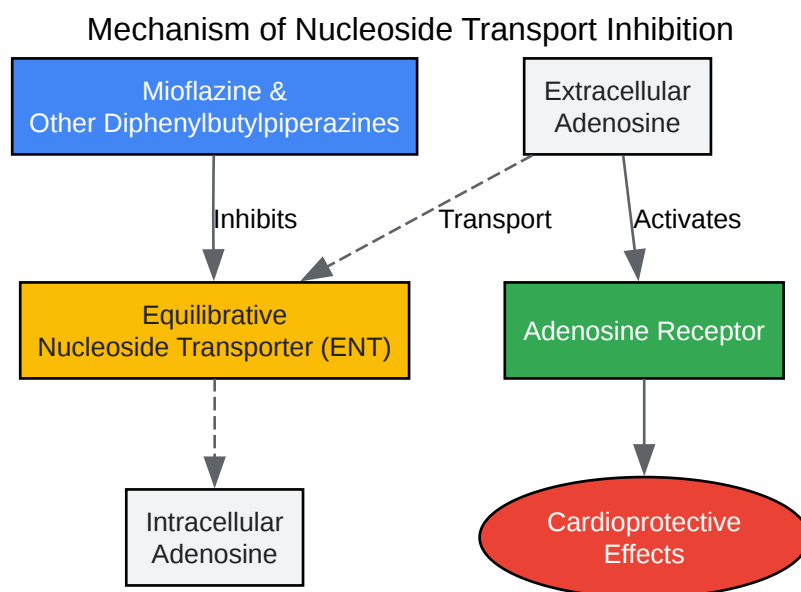 Mechanism of Nucleoside Transport Inhibition
Mioflazine &
Other Diphenylbutylpiperazines
Extracellular
Adenosine
Inhibits
Transport
Activates
Equilibrative
Nucleoside Transporter (ENT)
Adenosine Receptor
Intracellular
Adenosine
Cardioprotective
Effects